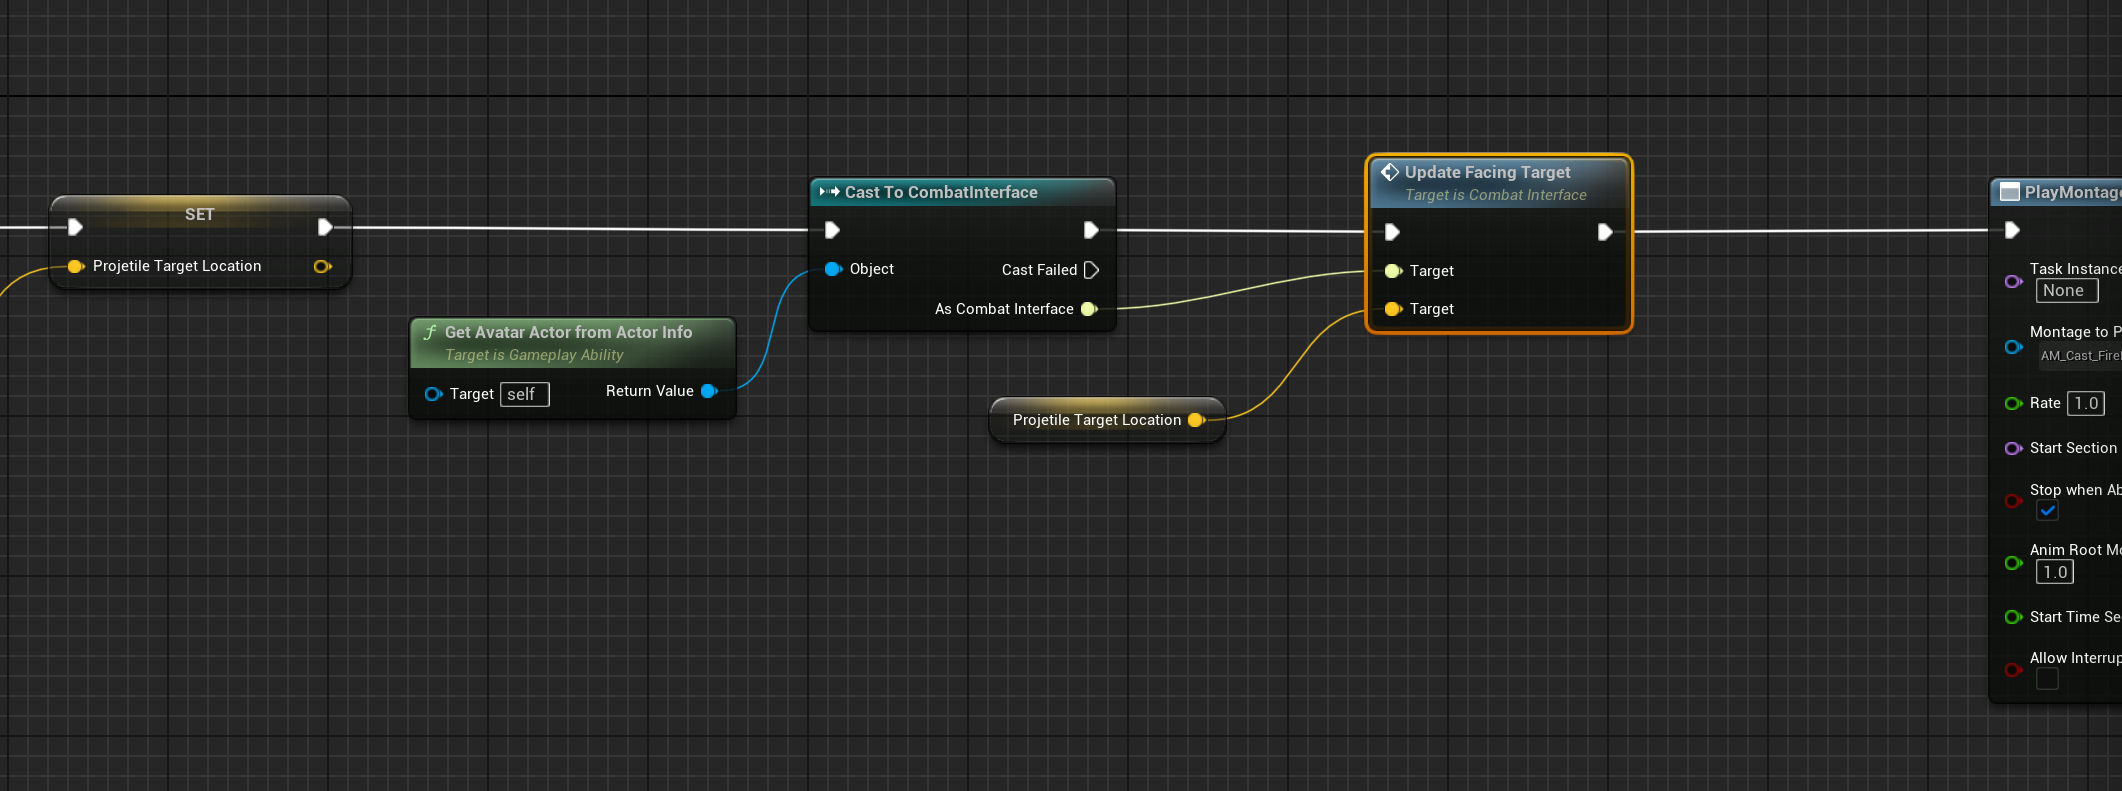 SET
Projetile Target Location
Get Avatar Actor from Actor Info
Target is Gameplay Ability
Target self
Return Value
Cast To CombatInterface
Object
Cast Failed
As Combat Interface
Projetile Target Location
Update Facing Target
Target is Combat Interface
Target
Target
PlayMontage
Task Instance
None
Montage to P
AM_Cast_Fire
Rate 1.0
Start Section
Stop when Ab
Anim Root Mo
1.0
Start Time Se
Allow Interrup